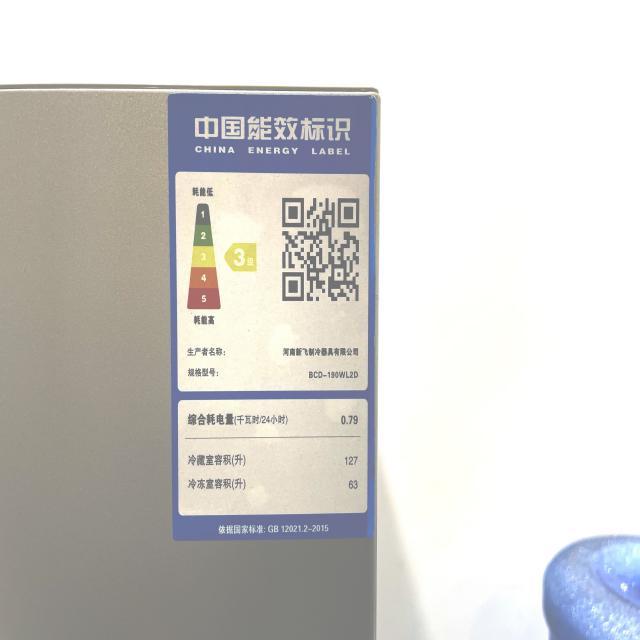 中国能效标识
CHINA ENERGY LABEL
耗能低
1
2
3
3级
4
5
耗能高
生产者名称: 河南新飞制冷器具有限公司
规格型号: BCD-190WL2D
综合耗电量(千瓦时/24小时) 0.79
冷藏室容积(升) 127
冷冻室容积(升) 63
依据国家标准: GB 12021.2-2015